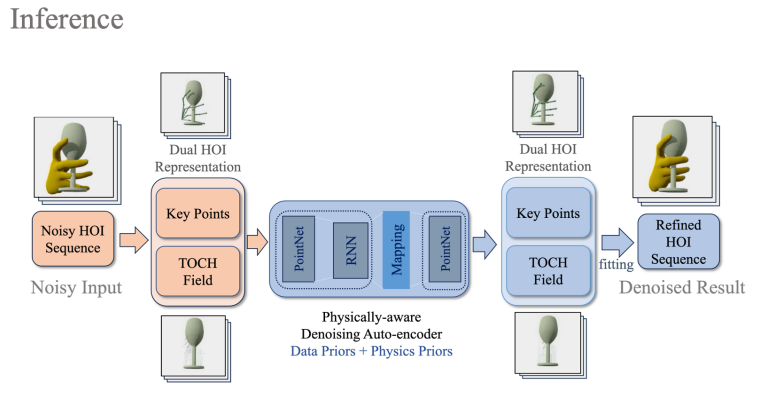 Inference
Dual HOI
Representation
Dual HOI
Representation
Noisy HOI
Sequence
Noisy Input
Key Points
TOCH
Field
PointNet
RNN
Mapping
PointNet
Physically-aware
Denoising Auto-encoder
Data Priors + Physics Priors
Key Points
TOCH
Field
fitting
Refined
HOI
Sequence
Denoised Result